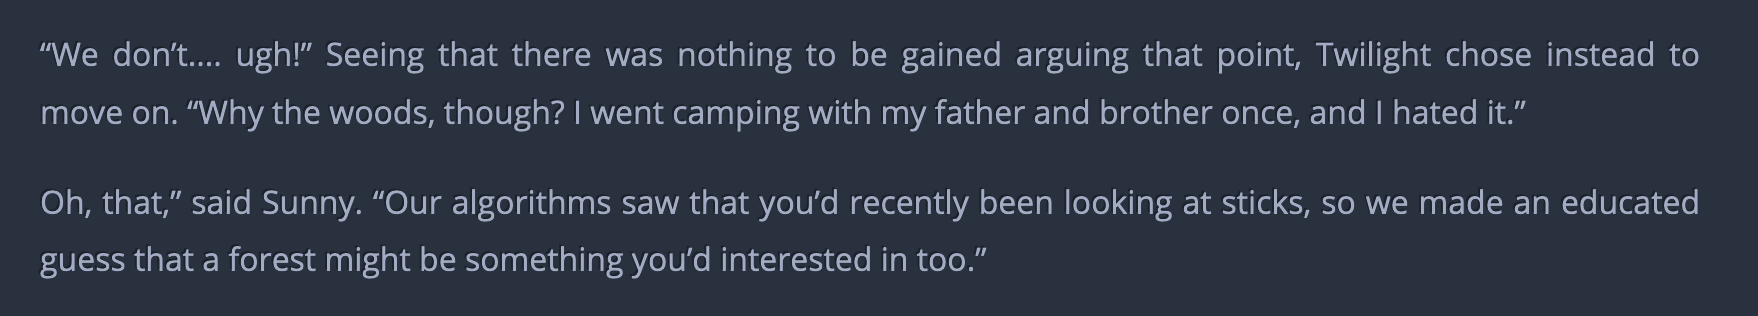 “We don’t.... ugh!” Seeing that there was nothing to be gained arguing that point, Twilight chose instead to
move on. “Why the woods, though? I went camping with my father and brother once, and I hated it.”
Oh, that,” said Sunny. “Our algorithms saw that you’d recently been looking at sticks, so we made an educated
guess that a forest might be something you’d interested in too.”